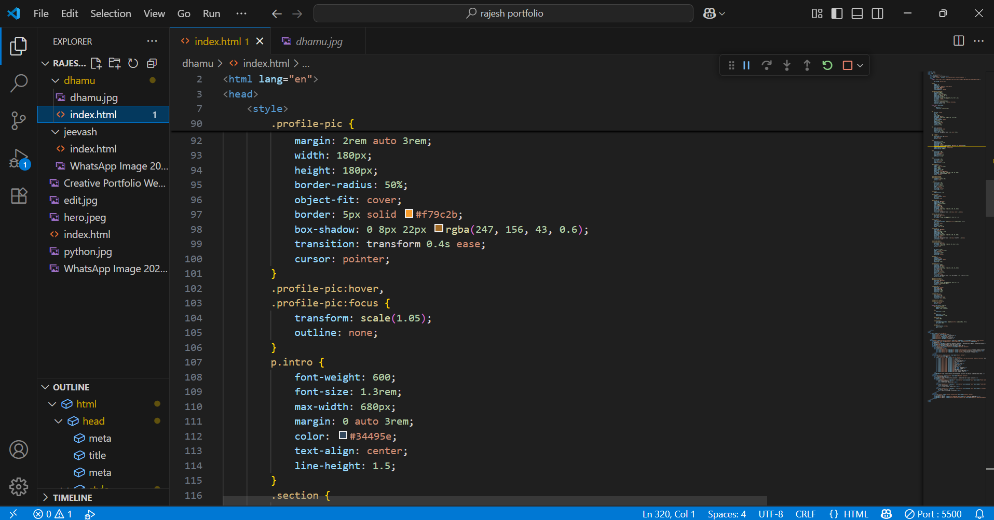 File Edit Selection View Go Run ··· rajesh portfolio
EXPLORER ···
index.html 1
dhamu.jpg
RAJES...
dhamu
dhamu.jpg
index.html 1
jeevash
index.html
WhatsApp Image 20...
Creative Portfolio We...
edit.jpg
hero.jpeg
index.html
python.jpg
WhatsApp Image 202...
OUTLINE
html
head
meta
title
meta
TIMELINE
1
dhamu > index.html > ...
2 <html lang="en">
3 <head>
7 <style>
90 .profile-pic {
92 margin: 2rem auto 3rem;
93 width: 180px;
94 height: 180px;
95 border-radius: 50%;
96 object-fit: cover;
97 border: 5px solid #f79c2b;
98 box-shadow: 0 8px 22px rgba(247, 156, 43, 0.6);
99 transition: transform 0.4s ease;
100 cursor: pointer;
101 }
102 .profile-pic:hover,
103 .profile-pic:focus {
104 transform: scale(1.05);
105 outline: none;
106 }
107 p.intro {
108 font-weight: 600;
109 font-size: 1.3rem;
110 max-width: 680px;
111 margin: 0 auto 3rem;
112 color: #34495e;
113 text-align: center;
114 line-height: 1.5;
115 }
116 .section {
0 1 Ln 320, Col 1 Spaces: 4 UTF-8 CRLF {} HTML Port : 5500